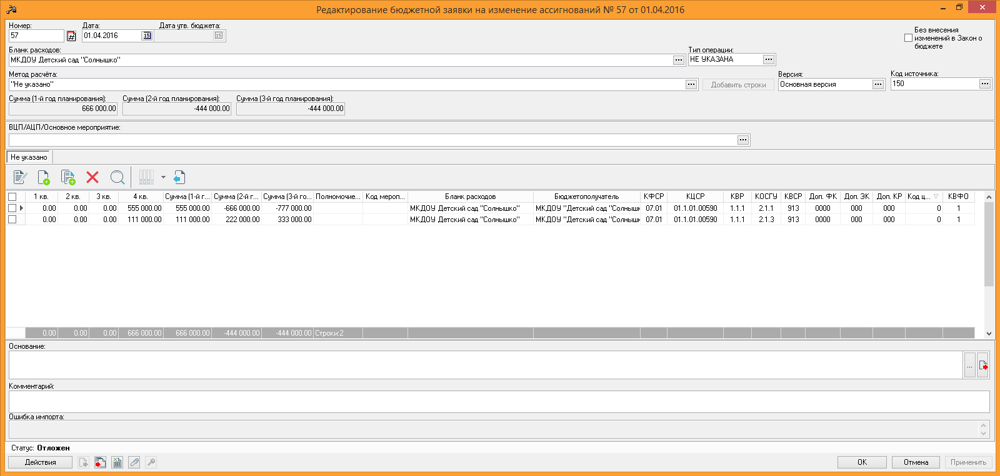 Редактирование бюджетной заявки на изменение ассигнований № 57 от 01.04.2016
Номер: Дата: Дата утв. бюджета:
57 01.04.2016 15 15
Без внесения
изменений в Закон о
бюджете
Бланк расходов: Тип операции:
МКДОУ Детский сад "Солнышко" ... НЕ УКАЗАНА ...
Метод расчёта: Версия: Код источника:
"Не указано" ... Добавить строки Основная версия ... 150 ...
Сумма (1-й год планирования): Сумма (2-й год планирования): Сумма (3-й год планирования):
666 000.00 -444 000.00 -444 000.00
ВЦП/АЦП/Основное мероприятие:
...
Не указано
1 кв. 2 кв. 3 кв. 4 кв. Сумма (1-й г... Сумма (2-й г... Сумма (3-й го... Полномочие... Код мероп... Бланк расходов Бюджетополучатель КФСР КЦСР КВР КОСГУ КВСР Доп. ФК Доп. ЭК Доп. КР Код ц... КВФО
0.00 0.00 0.00 555 000.00 555 000.00 -666 000.00 -777 000.00 МКДОУ Детский сад "Солнышко" МКДОУ "Детский сад "Солнышк 07.01 01.1.01.00590 1.1.1 2.1.1 913 0000 000 000 0 1
0.00 0.00 0.00 111 000.00 111 000.00 222 000.00 333 000.00 МКДОУ Детский сад "Солнышко" МКДОУ "Детский сад "Солнышк 07.01 01.1.01.00590 1.1.1 2.1.3 913 0000 000 000 0 1
0.00 0.00 0.00 666 000.00 666 000.00 -444 000.00 -444 000.00 Строки:2
Основание:
...
Комментарий:
Ошибка импорта:
Статус: Отложен
Действия OK Отмена Применить